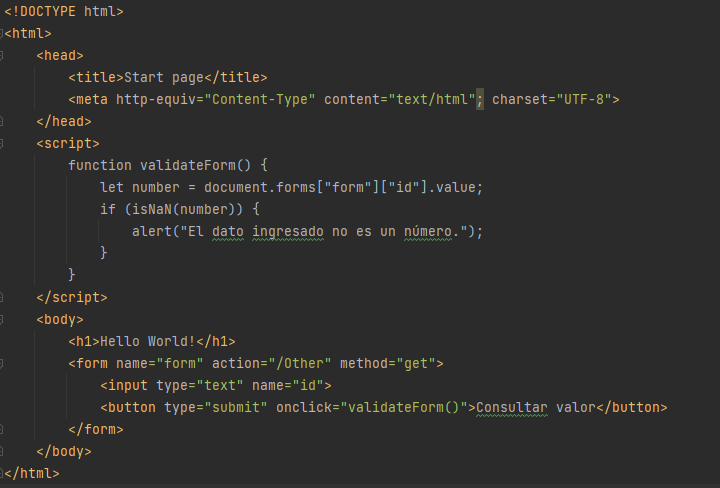 <!DOCTYPE html>
<html>
    <head>
        <title>Start page</title>
        <meta http-equiv="Content-Type" content="text/html"; charset="UTF-8">
    </head>
    <script>
        function validateForm() {
            let number = document.forms["form"]["id"].value;
            if (isNaN(number)) {
                alert("El dato ingresado no es un número.");
            }
        }
    </script>
    <body>
        <h1>Hello World!</h1>
        <form name="form" action="/Other" method="get">
            <input type="text" name="id">
            <button type="submit" onclick="validateForm()">Consultar valor</button>
        </form>
    </body>
</html>